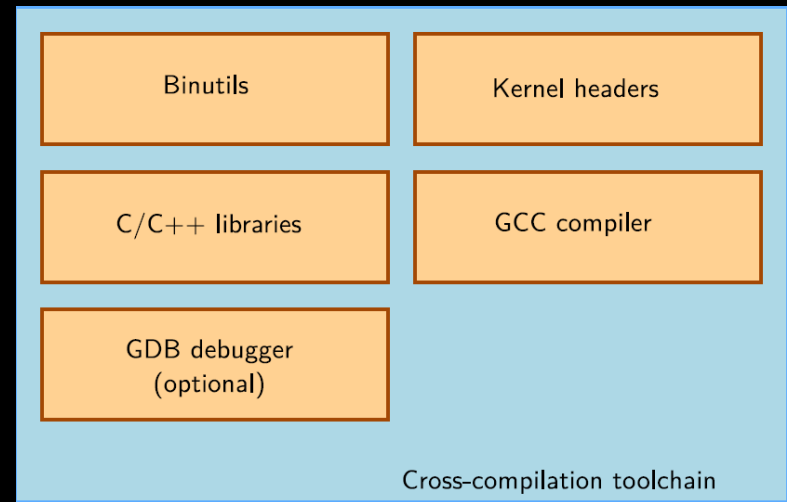 Binutils
Kernel headers
C/C++ libraries
GCC compiler
GDB debugger
(optional)
Cross-compilation toolchain